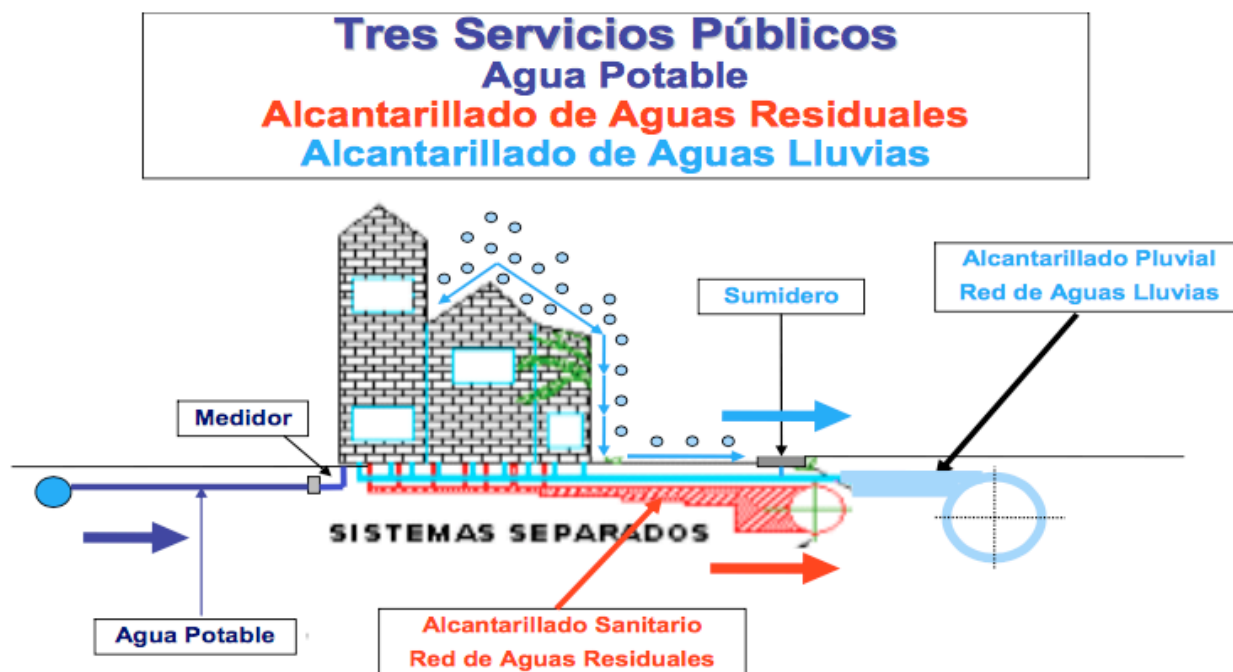 Tres Servicios Públicos
Agua Potable
Alcantarillado de Aguas Residuales
Alcantarillado de Aguas Lluvias
Alcantarillado Pluvial
Red de Aguas Lluvias
Sumidero
Medidor
SISTEMAS SEPARADOS
Agua Potable
Alcantarillado Sanitario
Red de Aguas Residuales